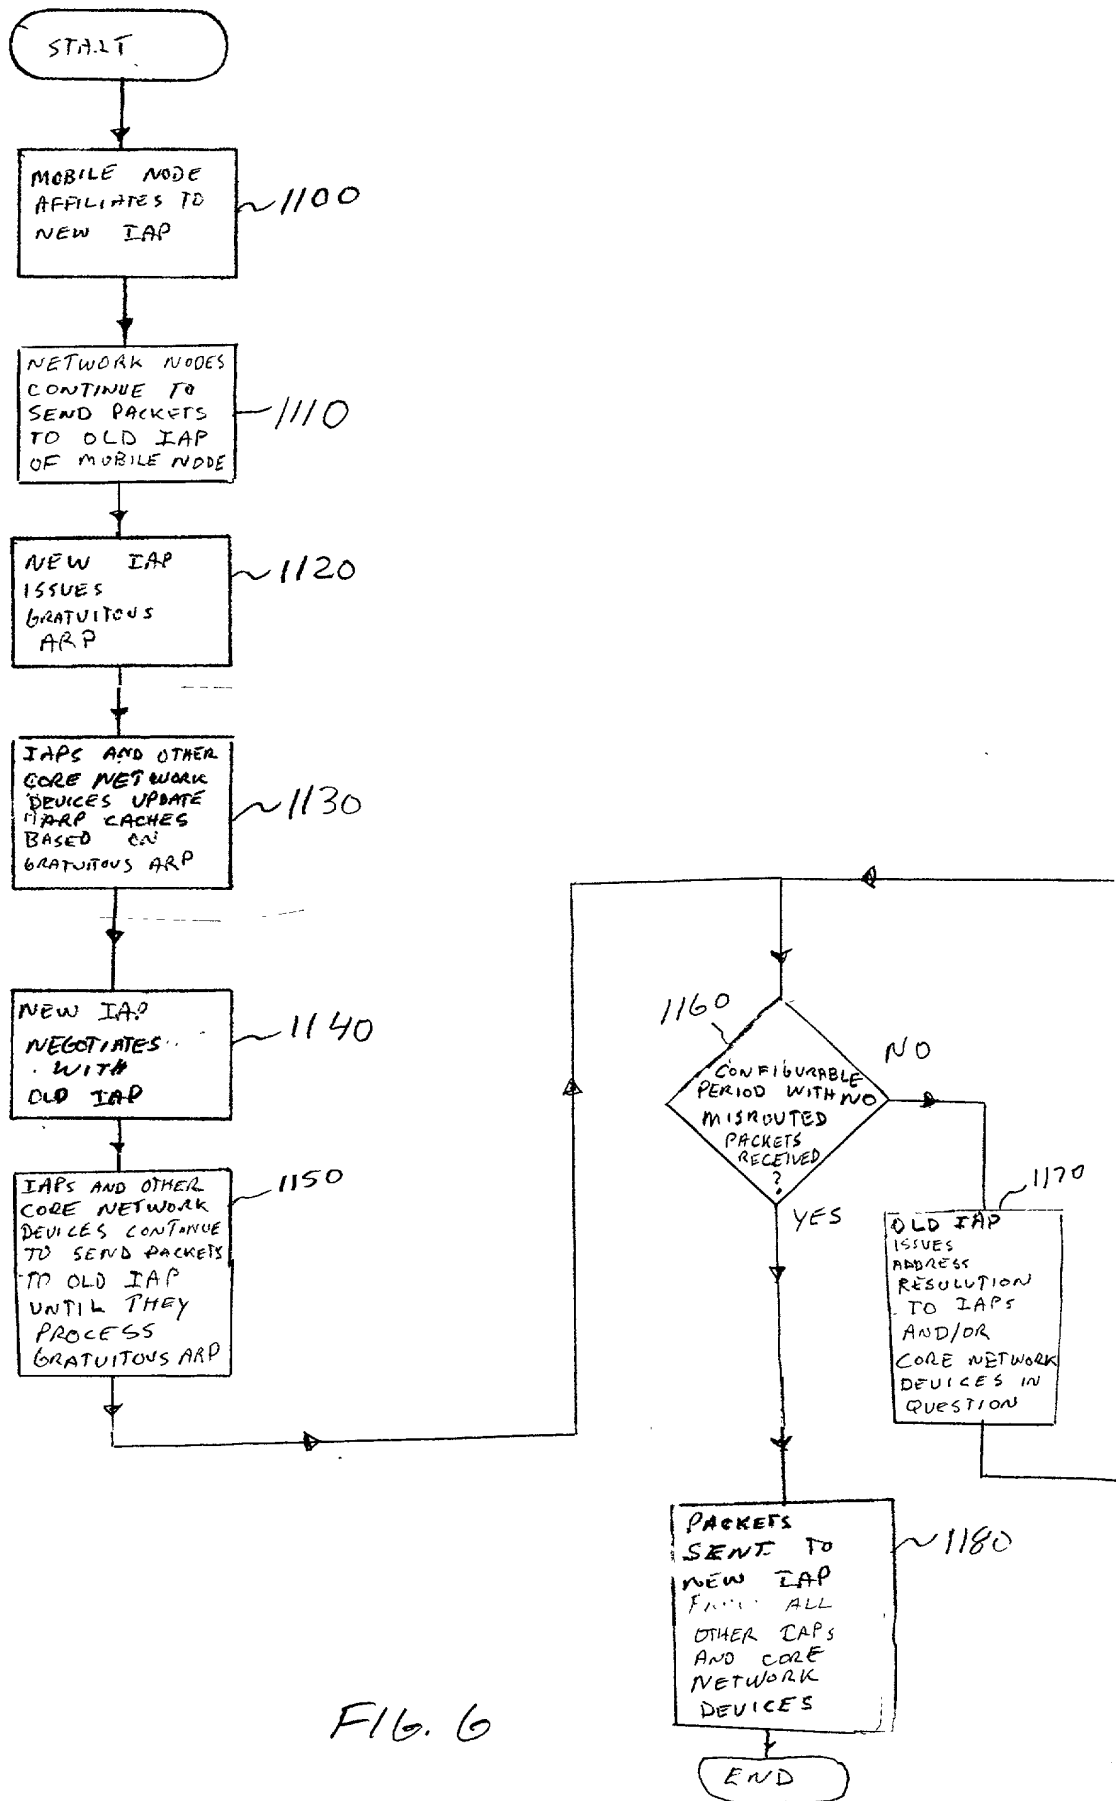 START
MOBILE NODE
AFFILIATES TO
NEW IAP
1100
NETWORK NODES
CONTINUE TO
SEND PACKETS
TO OLD IAP
OF MOBILE NODE
1110
NEW IAP
ISSUES
GRATUITOUS
ARP
1120
IAPS AND OTHER
CORE NETWORK
DEVICES UPDATE
ARP CACHES
BASED ON
GRATUITOUS ARP
1130
NEW IAP
NEGOTIATES
WITH
OLD IAP
1140
IAPS AND OTHER
CORE NETWORK
DEVICES CONTINUE
TO SEND PACKETS
TO OLD IAP
UNTIL THEY
PROCESS
GRATUITOUS ARP
1150
1160
CONFIGURABLE
PERIOD WITH NO
MISROUTED
PACKETS
RECEIVED
?
NO
YES
1170
OLD IAP
ISSUES
ADDRESS
RESOLUTION
TO IAPS
AND/OR
CORE NETWORK
DEVICES IN
QUESTION
PACKETS
SENT TO
NEW IAP
ALL
OTHER IAPS
AND CORE
NETWORK
DEVICES
1180
END
FIG. 6